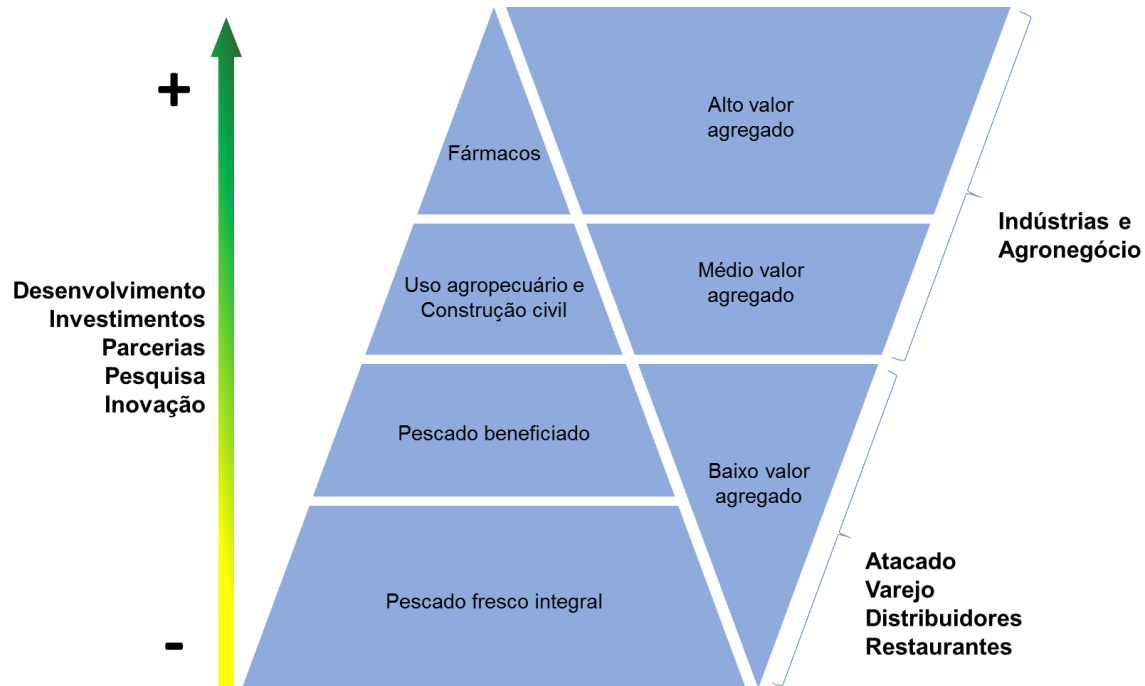 +
Desenvolvimento
Investimentos
Parcerias
Pesquisa
Inovação
-
Fármacos
Uso agropecuário e
Construção civil
Pescado beneficiado
Pescado fresco integral
Alto valor
agregado
Médio valor
agregado
Baixo valor
agregado
Indústrias e
Agronegócio
Atacado
Varejo
Distribuidores
Restaurantes